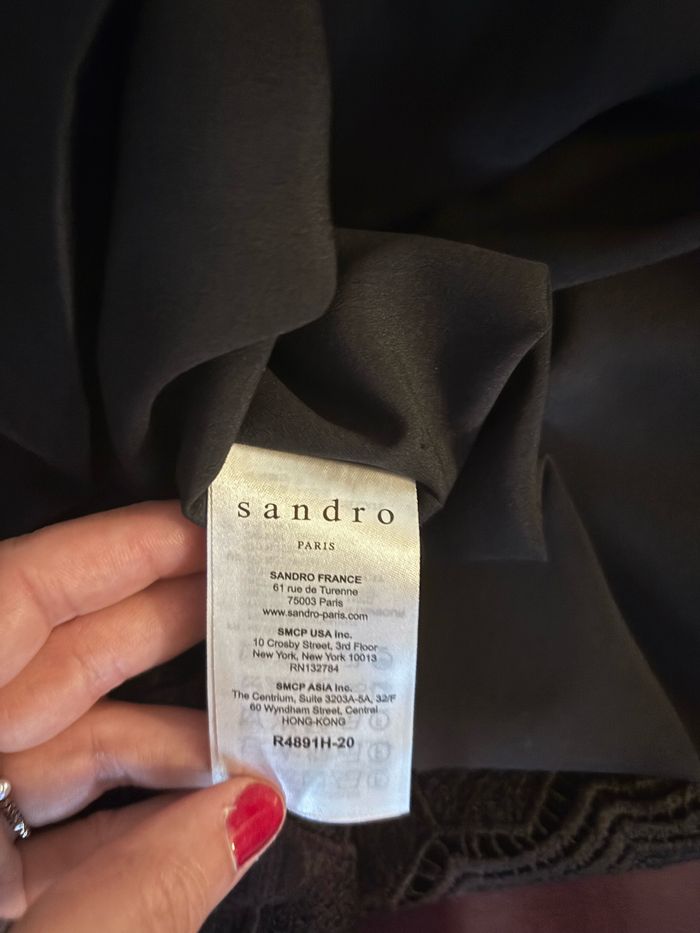 sandro
PARIS
SANDRO FRANCE
61 rue de Turenne
75003 Paris
www.sandro-paris.com
SMCP USA Inc.
10 Crosby Street, 3rd Floor
New York, New York 10013
RN132784
SMCP ASIA Inc.
The Centrium, Suite 3203A-5A, 32/F
60 Wyndham Street, Central
HONG-KONG
R4891H-20